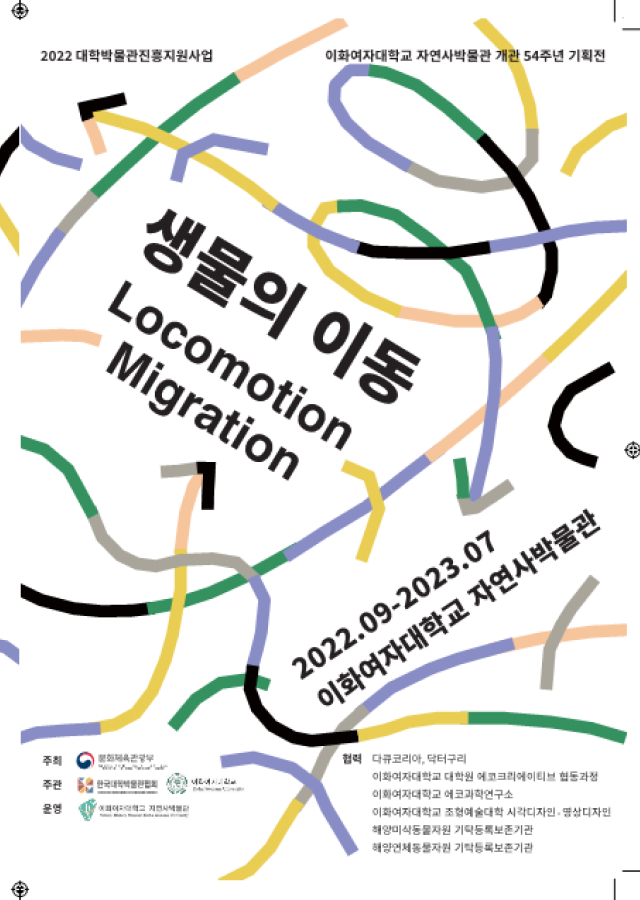 2022 대학박물관진흥지원사업
이화여자대학교 자연사박물관 개관 54주년 기획전
생물의 이동
Locomotion
Migration
2022.09-2023.07
이화여자대학교 자연사박물관
주최 문화체육관광부
주관 한국대학박물관협회 이화여자대학교
운영 이화여자대학교 자연사박물관
협력 다큐코리아, 닥터구리
이화여자대학교 대학원 에코크리에이티브 협동과정
이화여자대학교 에코과학연구소
이화여자대학교 조형예술대학 시각디자인·영상디자인
해양미삭동물자원 기탁등록보존기관
해양연체동물자원 기탁등록보존기관